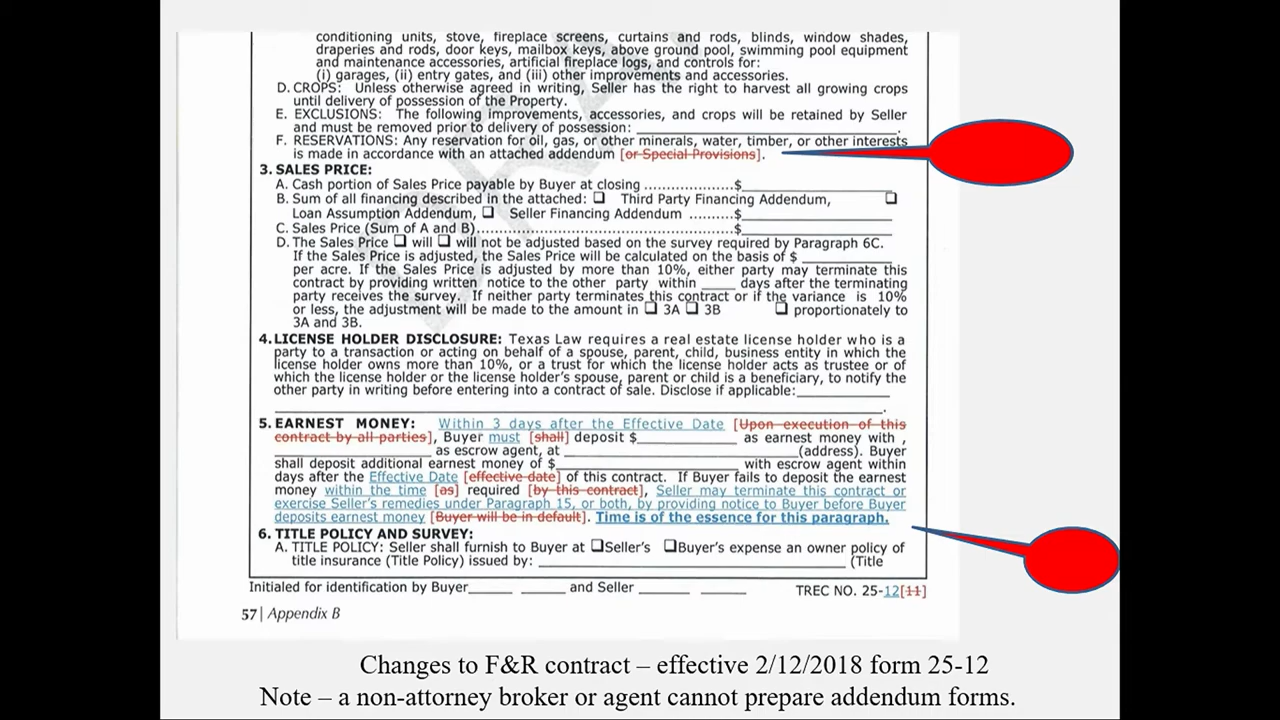 conditioning units, stove, fireplace screens, curtains and rods, blinds, window shades,
draperies and rods, door keys, mailbox keys, above ground pool, swimming pool equipment
and maintenance accessories, artificial fireplace logs, and controls for:
(i) garages, (ii) entry gates, and (iii) other improvements and accessories.
D. CROPS: Unless otherwise agreed in writing, Seller has the right to harvest all growing crops
until delivery of possession of the Property.
E. EXCLUSIONS: The following improvements, accessories, and crops will be retained by Seller
and must be removed prior to delivery of possession: ____________________.
F. RESERVATIONS: Any reservation for oil, gas, or other minerals, water, timber, or other interests
is made in accordance with an attached addendum [or Special Provisions].
3. SALES PRICE:
A. Cash portion of Sales Price payable by Buyer at closing ....................$____________________
B. Sum of all financing described in the attached: ❑ Third Party Financing Addendum, ❑
Loan Assumption Addendum, ❑ Seller Financing Addendum ..........$____________________
C. Sales Price (Sum of A and B)..........................................................$____________________
D. The Sales Price ❑ will ❑ will not be adjusted based on the survey required by Paragraph 6C.
If the Sales Price is adjusted, the Sales Price will be calculated on the basis of $ ____________
per acre. If the Sales Price is adjusted by more than 10%, either party may terminate this
contract by providing written notice to the other party within _____ days after the terminating
party receives the survey. If neither party terminates this contract or if the variance is 10%
or less, the adjustment will be made to the amount in ❑ 3A ❑ 3B ❑ proportionately to
3A and 3B.
4. LICENSE HOLDER DISCLOSURE: Texas Law requires a real estate license holder who is a
party to a transaction or acting on behalf of a spouse, parent, child, business entity in which the
license holder owns more than 10%, or a trust for which the license holder acts as trustee or of
which the license holder or the license holder's spouse, parent or child is a beneficiary, to notify the
other party in writing before entering into a contract of sale. Disclose if applicable:____________
____________________.
5. EARNEST MONEY: Within 3 days after the Effective Date [Upon execution of this
contract by all parties], Buyer must [shall] deposit $____________ as earnest money with ,
____________________ as escrow agent, at ____________________(address). Buyer
shall deposit additional earnest money of $____________________ with escrow agent within
days after the Effective Date [effective date] of this contract. If Buyer fails to deposit the earnest
money within the time [as] required [by this contract], Seller may terminate this contract or
exercise Seller's remedies under Paragraph 15, or both, by providing notice to Buyer before Buyer
deposits earnest money [Buyer will be in default]. Time is of the essence for this paragraph.
6. TITLE POLICY AND SURVEY:
A. TITLE POLICY: Seller shall furnish to Buyer at ❑Seller's ❑Buyer's expense an owner policy of
title insurance (Title Policy) issued by: ____________________ (Title
Initialed for identification by Buyer______ ______ and Seller ______ ______ TREC NO. 25-12[11]
57| Appendix B
Changes to F&R contract – effective 2/12/2018 form 25-12
Note – a non-attorney broker or agent cannot prepare addendum forms.